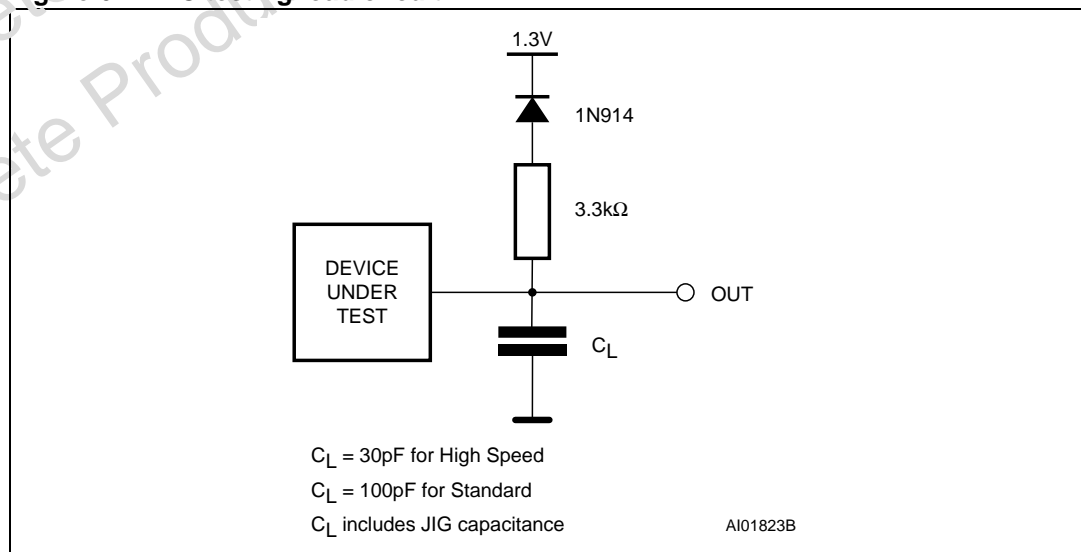 1.3V
1N914
3.3kΩ
DEVICE
UNDER
TEST
OUT
CL
CL = 30pF for High Speed
CL = 100pF for Standard
CL includes JIG capacitance
AI01823B